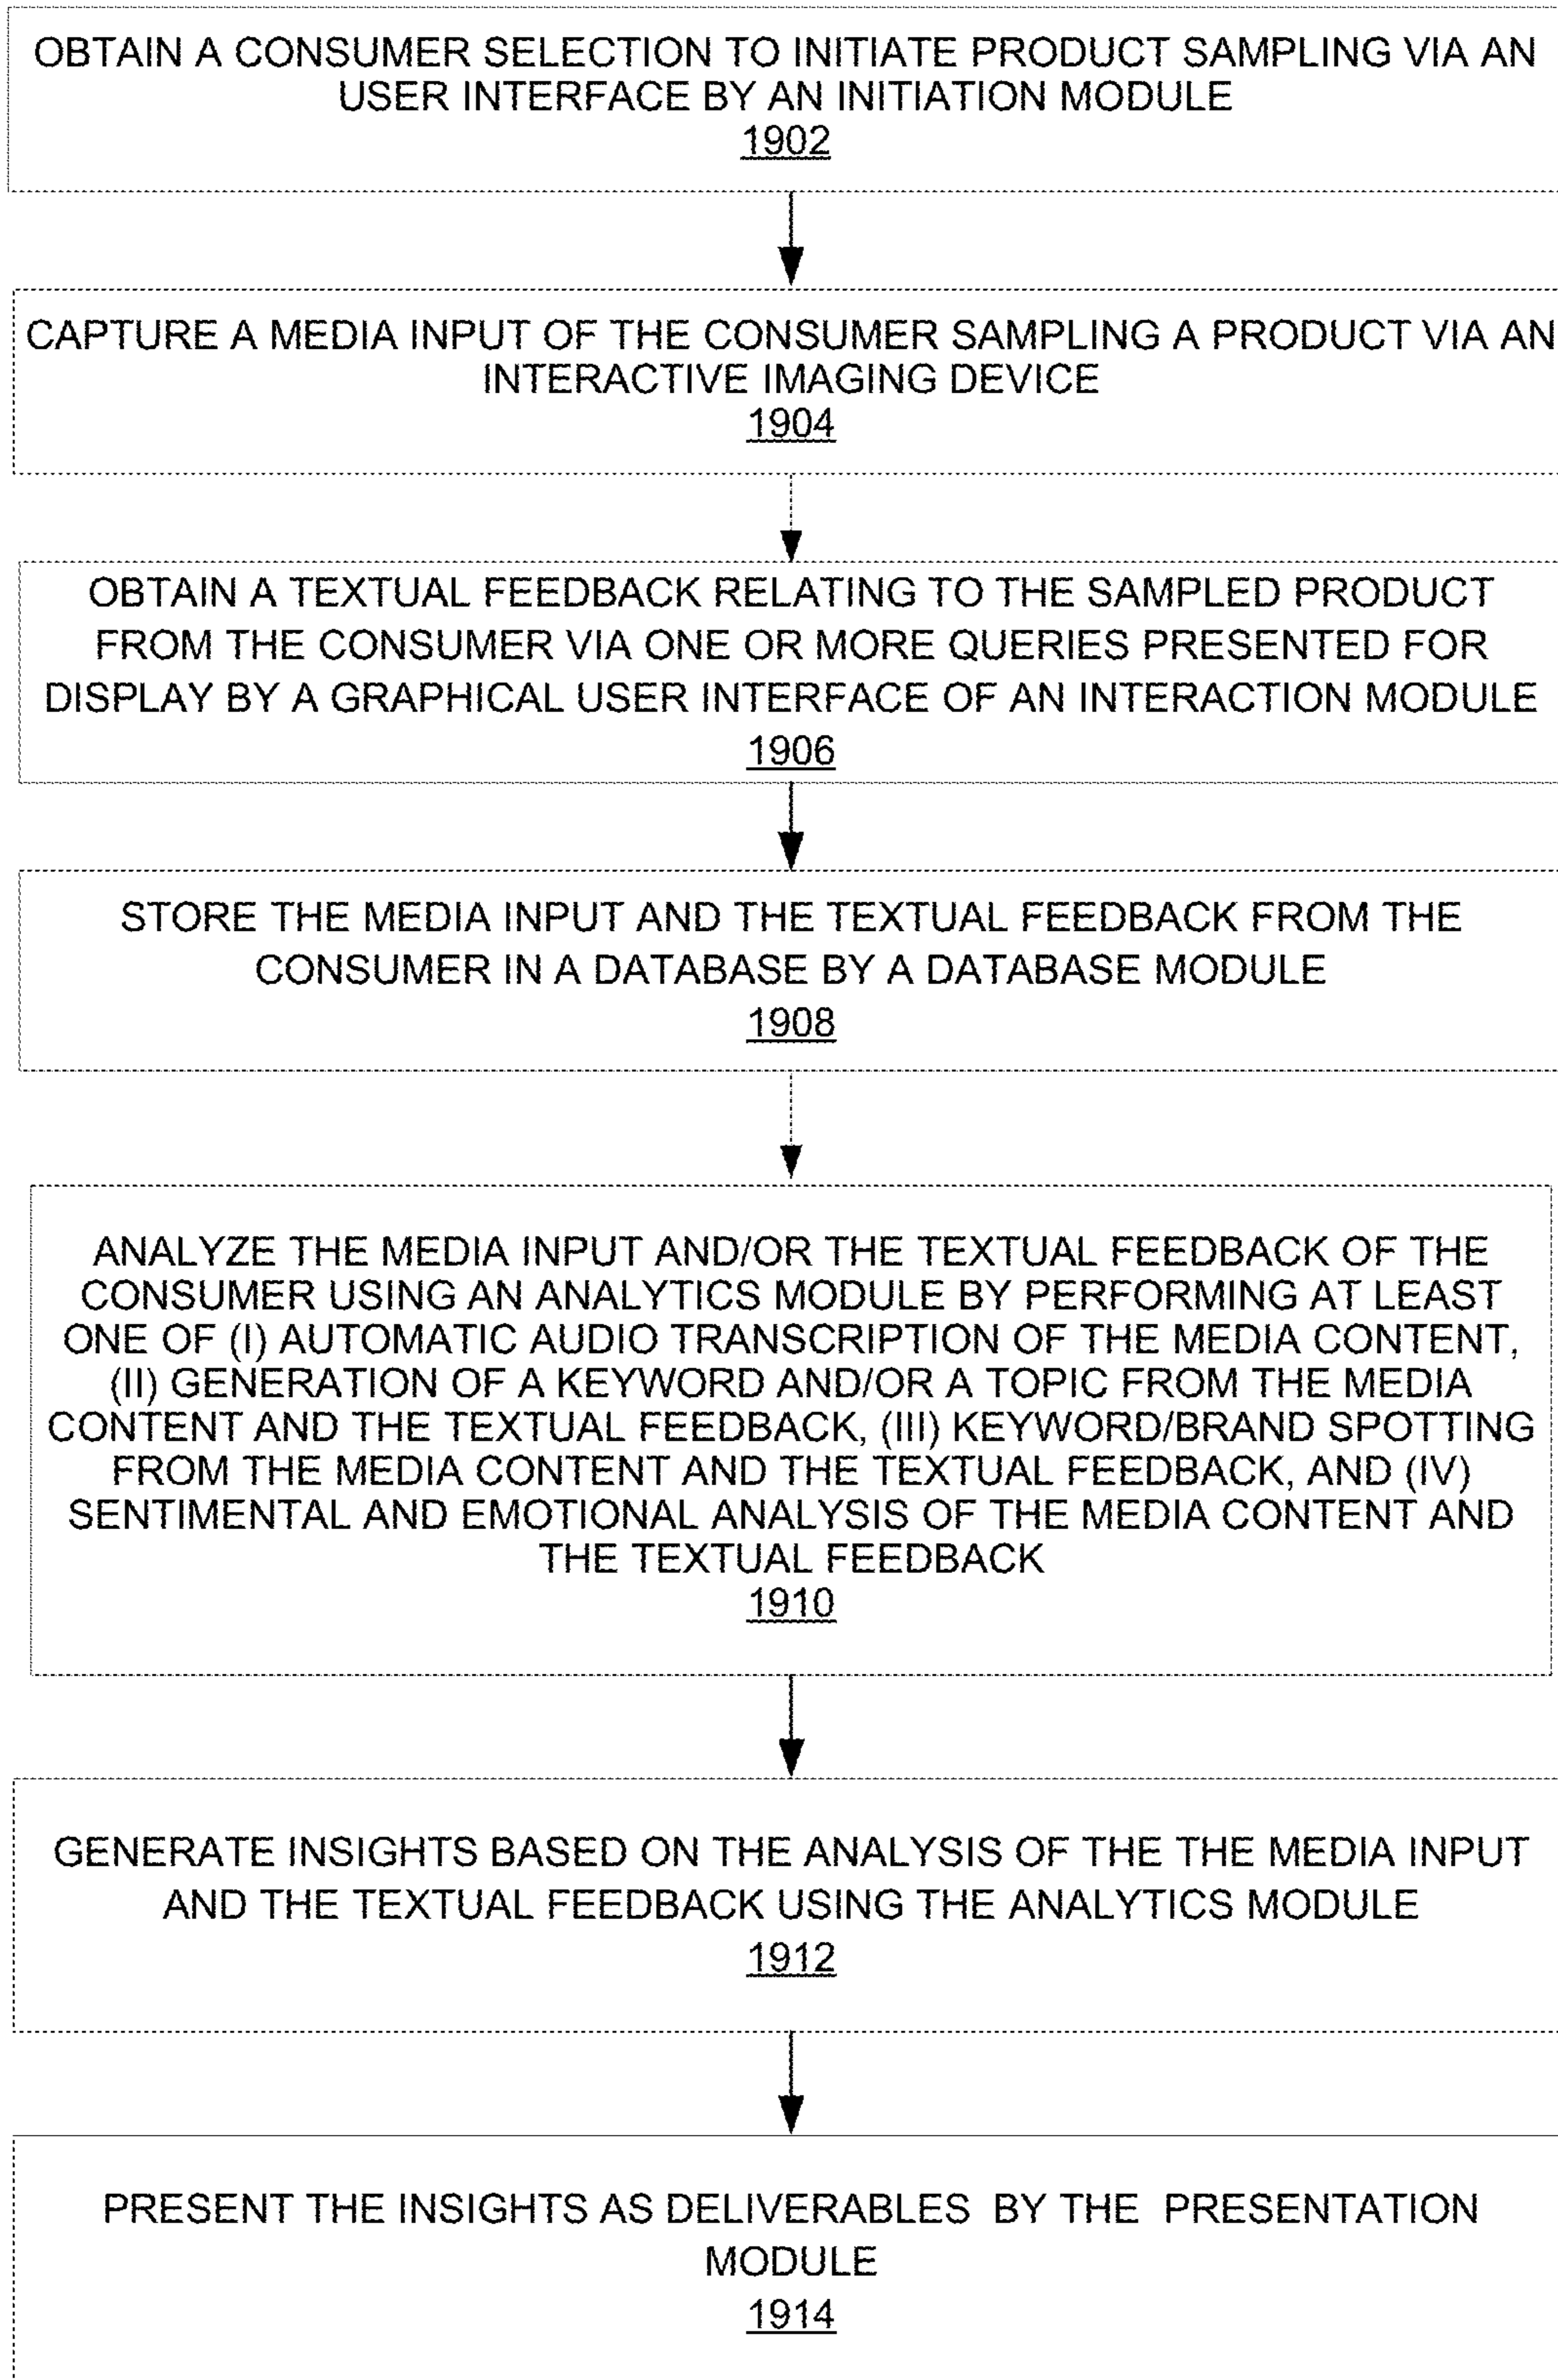 OBTAIN A CONSUMER SELECTION TO INITIATE PRODUCT SAMPLING VIA AN
USER INTERFACE BY AN INITIATION MODULE
1902
CAPTURE A MEDIA INPUT OF THE CONSUMER SAMPLING A PRODUCT VIA AN
INTERACTIVE IMAGING DEVICE
1904
OBTAIN A TEXTUAL FEEDBACK RELATING TO THE SAMPLED PRODUCT
FROM THE CONSUMER VIA ONE OR MORE QUERIES PRESENTED FOR
DISPLAY BY A GRAPHICAL USER INTERFACE OF AN INTERACTION MODULE
1906
STORE THE MEDIA INPUT AND THE TEXTUAL FEEDBACK FROM THE
CONSUMER IN A DATABASE BY A DATABASE MODULE
1908
ANALYZE THE MEDIA INPUT AND/OR THE TEXTUAL FEEDBACK OF THE
CONSUMER USING AN ANALYTICS MODULE BY PERFORMING AT LEAST
ONE OF (I) AUTOMATIC AUDIO TRANSCRIPTION OF THE MEDIA CONTENT,
(II) GENERATION OF A KEYWORD AND/OR A TOPIC FROM THE MEDIA
CONTENT AND THE TEXTUAL FEEDBACK, (III) KEYWORD/BRAND SPOTTING
FROM THE MEDIA CONTENT AND THE TEXTUAL FEEDBACK, AND (IV)
SENTIMENTAL AND EMOTIONAL ANALYSIS OF THE MEDIA CONTENT AND
THE TEXTUAL FEEDBACK
1910
GENERATE INSIGHTS BASED ON THE ANALYSIS OF THE THE MEDIA INPUT
AND THE TEXTUAL FEEDBACK USING THE ANALYTICS MODULE
1912
PRESENT THE INSIGHTS AS DELIVERABLES BY THE PRESENTATION
MODULE
1914